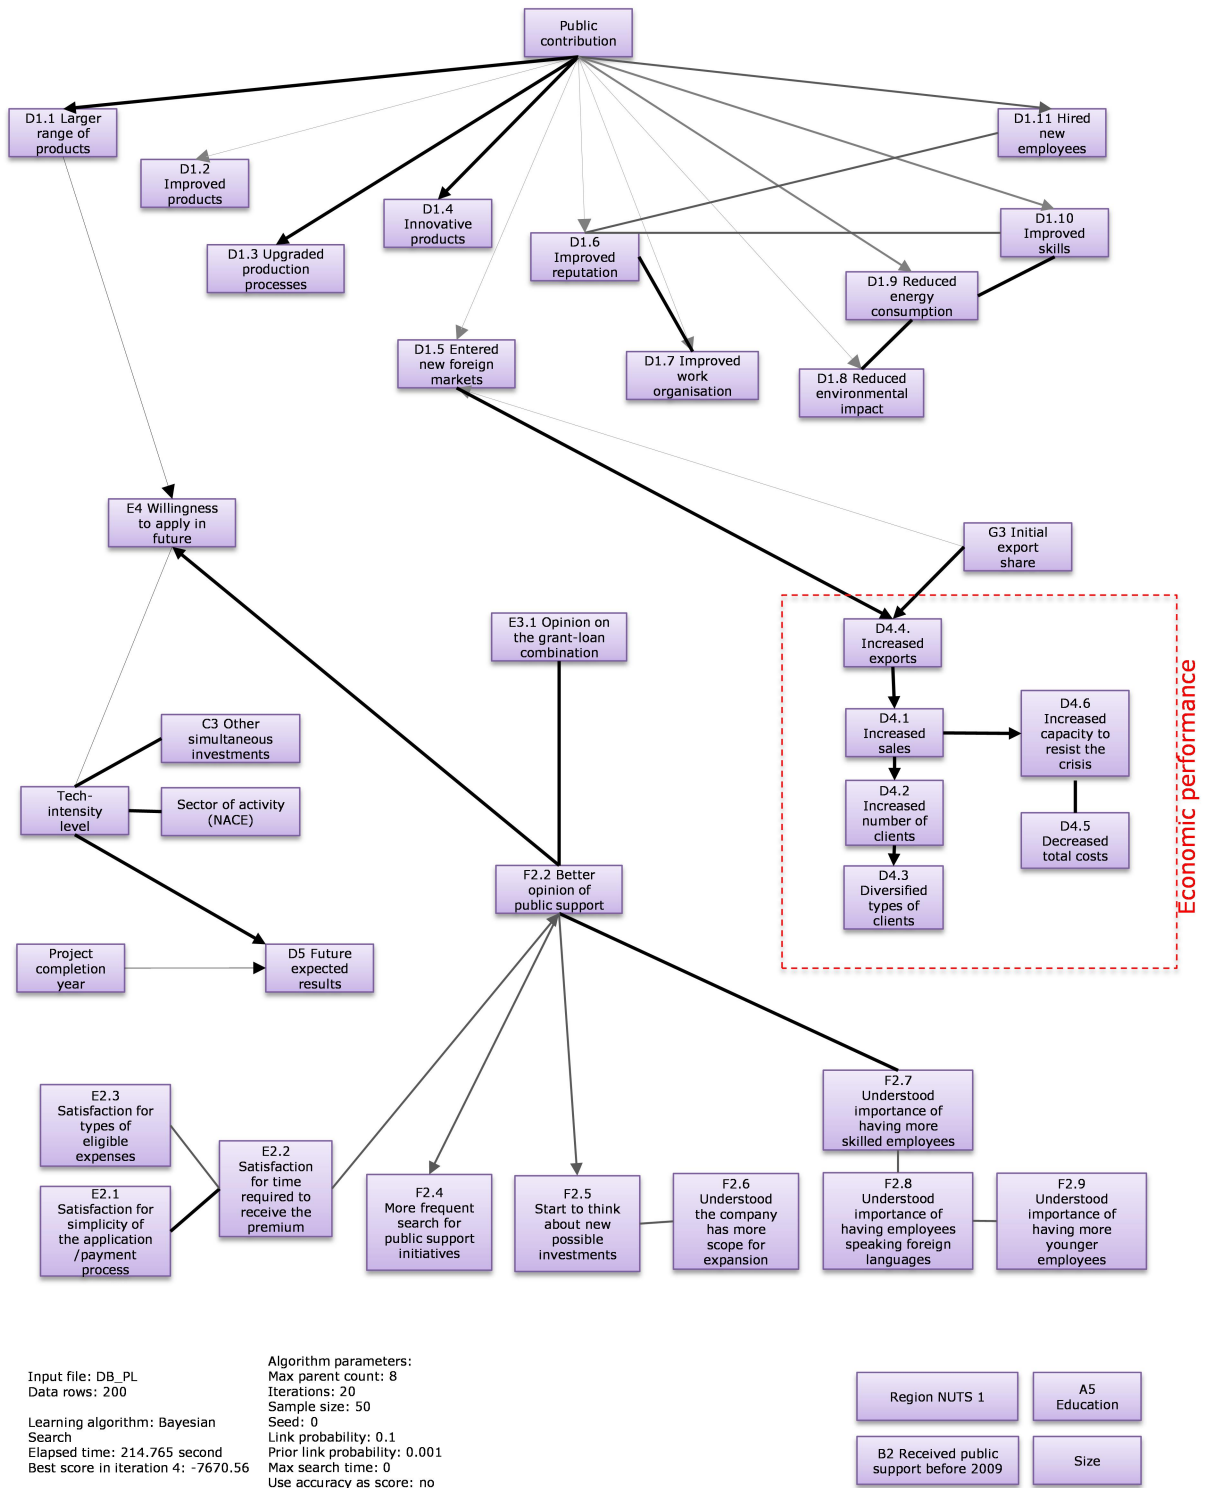 Public
contribution
D1.1 Larger
range of
products
D1.11 Hired
new
employees
D1.2
Improved
products
D1.4
Innovative
products
D1.10
Improved
skills
D1.3 Upgraded
production
processes
D1.6
Improved
reputation
D1.9 Reduced
energy
consumption
D1.5 Entered
new foreign
markets
D1.7 Improved
work
organisation
D1.8 Reduced
environmental
impact
E4 Willingness
to apply in
future
G3 Initial
export
share
E3.1 Opinion on
the grant-loan
combination
D4.4.
Increased
exports
Economic performance
D4.1
Increased
sales
D4.6
Increased
capacity to
resist the
crisis
C3 Other
simultaneous
investments
Tech-
intensity
level
Sector of activity
(NACE)
D4.2
Increased
number of
clients
D4.5
Decreased
total costs
F2.2 Better
opinion of
public support
D4.3
Diversified
types of
clients
Project
completion
year
D5 Future
expected
results
E2.3
Satisfaction for
types of
eligible
expenses
F2.7
Understood
importance of
having more
skilled employees
E2.2
Satisfaction
for time
required to
receive the
premium
E2.1
Satisfaction for
simplicity of
the application
/payment
process
F2.4
More frequent
search for
public support
initiatives
F2.5
Start to think
about new
possible
investments
F2.6
Understood
the company
has more
scope for
expansion
F2.8
Understood
importance of
having employees
speaking foreign
languages
F2.9
Understood
importance of
having more
younger
employees
Input file: DB_PL
Data rows: 200
Learning algorithm: Bayesian
Search
Elapsed time: 214.765 second
Best score in iteration 4: -7670.56
Algorithm parameters:
Max parent count: 8
Iterations: 20
Sample size: 50
Seed: 0
Link probability: 0.1
Prior link probability: 0.001
Max search time: 0
Use accuracy as score: no
Region NUTS 1
A5
Education
B2 Received public
support before 2009
Size